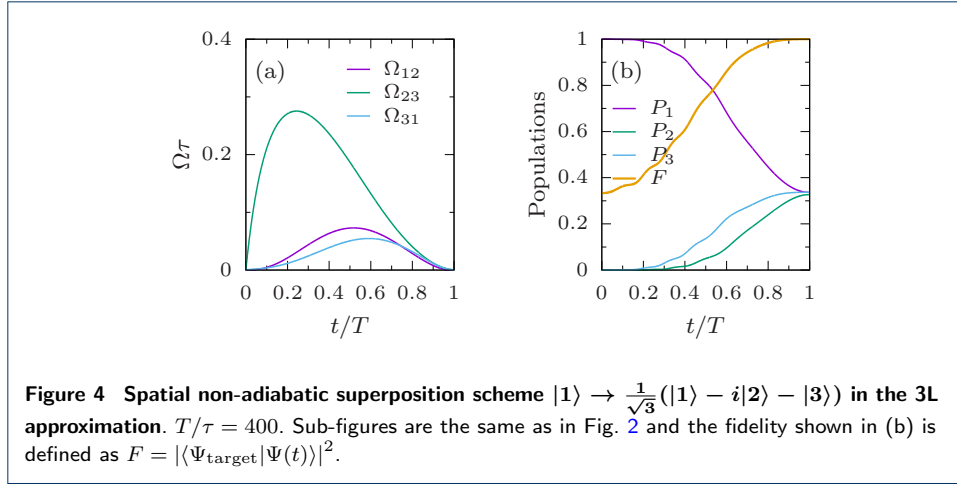 0.4
0.2
0
Ωτ
(a)
Ω₁₂
Ω₂₃
Ω₃₁
0 0.2 0.4 0.6 0.8 1
t/T
1
0.8
0.6
0.4
0.2
0
Populations
(b)
P₁
P₂
P₃
F
0 0.2 0.4 0.6 0.8 1
t/T
Figure 4 Spatial non-adiabatic superposition scheme |1⟩ → 1/√3(|1⟩ − i|2⟩ − |3⟩) in the 3L
approximation. T/τ = 400. Sub-figures are the same as in Fig. 2 and the fidelity shown in (b) is
defined as F = |⟨Ψ_target|Ψ(t)⟩|².